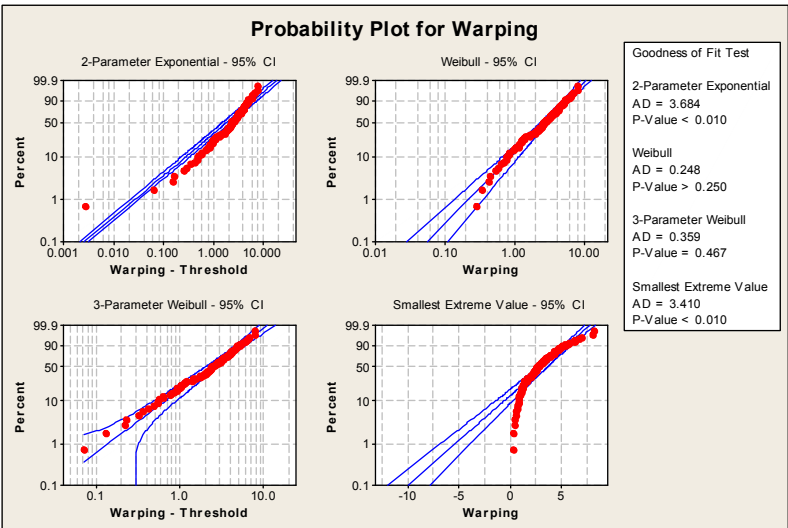 Probability Plot for Warping
2-Parameter Exponential - 95% CI
99.9
90
50
10
1
0.1
Percent
0.001 0.010 0.100 1.000 10.000
Warping - Threshold
Weibull - 95% CI
99.9
90
50
10
1
0.1
Percent
0.01 0.10 1.00 10.00
Warping
3-Parameter Weibull - 95% CI
99.9
90
50
10
1
0.1
Percent
0.1 1.0 10.0
Warping - Threshold
Smallest Extreme Value - 95% CI
99.9
90
50
10
1
0.1
Percent
-10 -5 0 5
Warping
Goodness of Fit Test
2-Parameter Exponential
AD = 3.684
P-Value < 0.010
Weibull
AD = 0.248
P-Value > 0.250
3-Parameter Weibull
AD = 0.359
P-Value = 0.467
Smallest Extreme Value
AD = 3.410
P-Value < 0.010